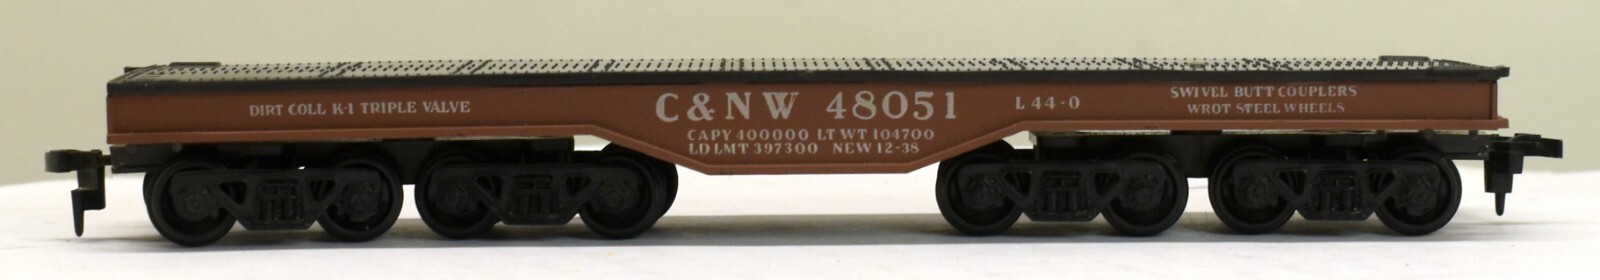 DIRT COLL K-1 TRIPLE VALVE
C & N W 48051
CAPY 400000 LT WT 104700
LD LMT 397300 NEW 12-38
L 44-0
SWIVEL BUTT COUPLERS
WROT STEEL WHEELS